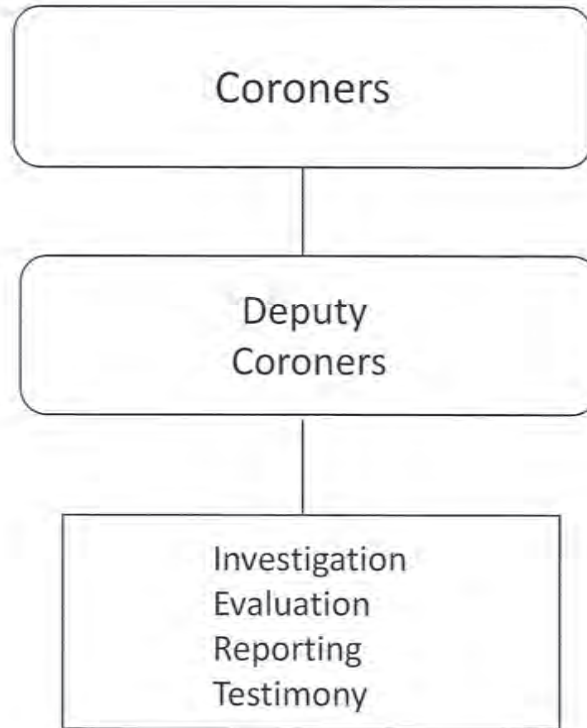 Coroners
Deputy
Coroners
Investigation
Evaluation
Reporting
Testimony